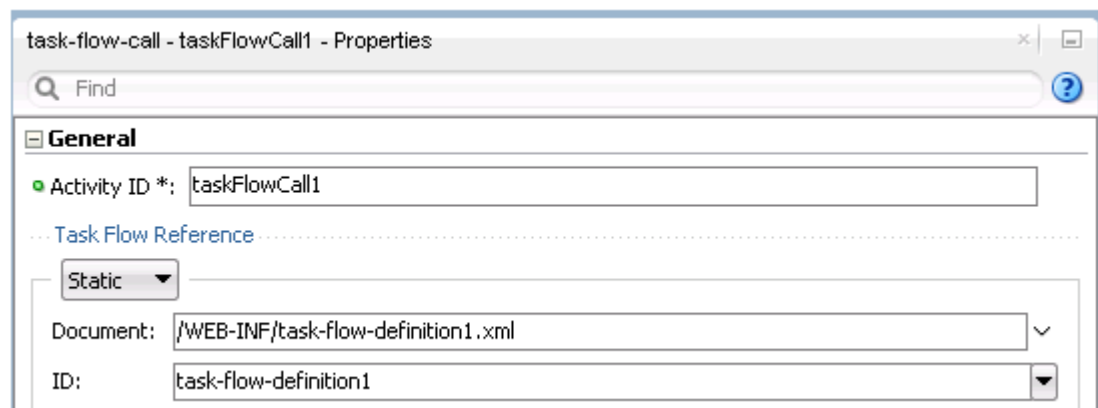 task-flow-call - taskFlowCall1 - Properties
Find
General
Activity ID *: taskFlowCall1
Task Flow Reference
Static
Document: /WEB-INF/task-flow-definition1.xml
ID: task-flow-definition1